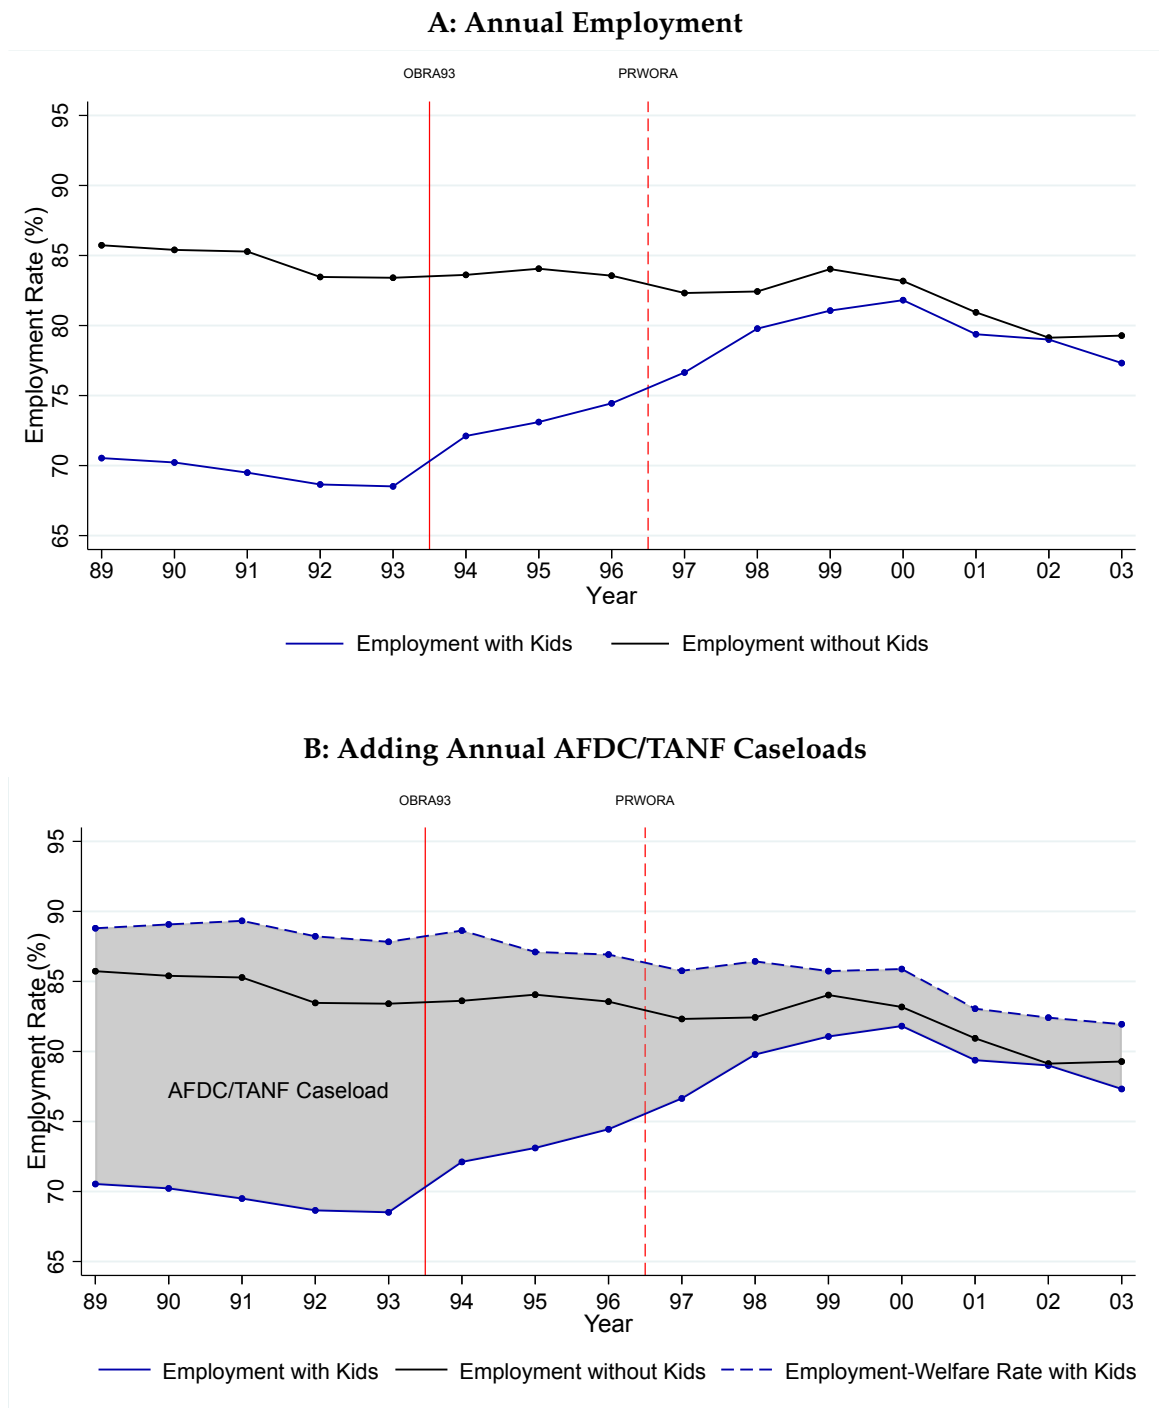 A: Annual Employment
OBRA93 PRWORA
95
90
85
80
75
70
65
Employment Rate (%)
89 90 91 92 93 94 95 96 97 98 99 00 01 02 03
Year
Employment with Kids Employment without Kids
B: Adding Annual AFDC/TANF Caseloads
OBRA93 PRWORA
95
90
85
80
75
70
65
Employment Rate (%)
AFDC/TANF Caseload
89 90 91 92 93 94 95 96 97 98 99 00 01 02 03
Year
Employment with Kids Employment without Kids Employment-Welfare Rate with Kids